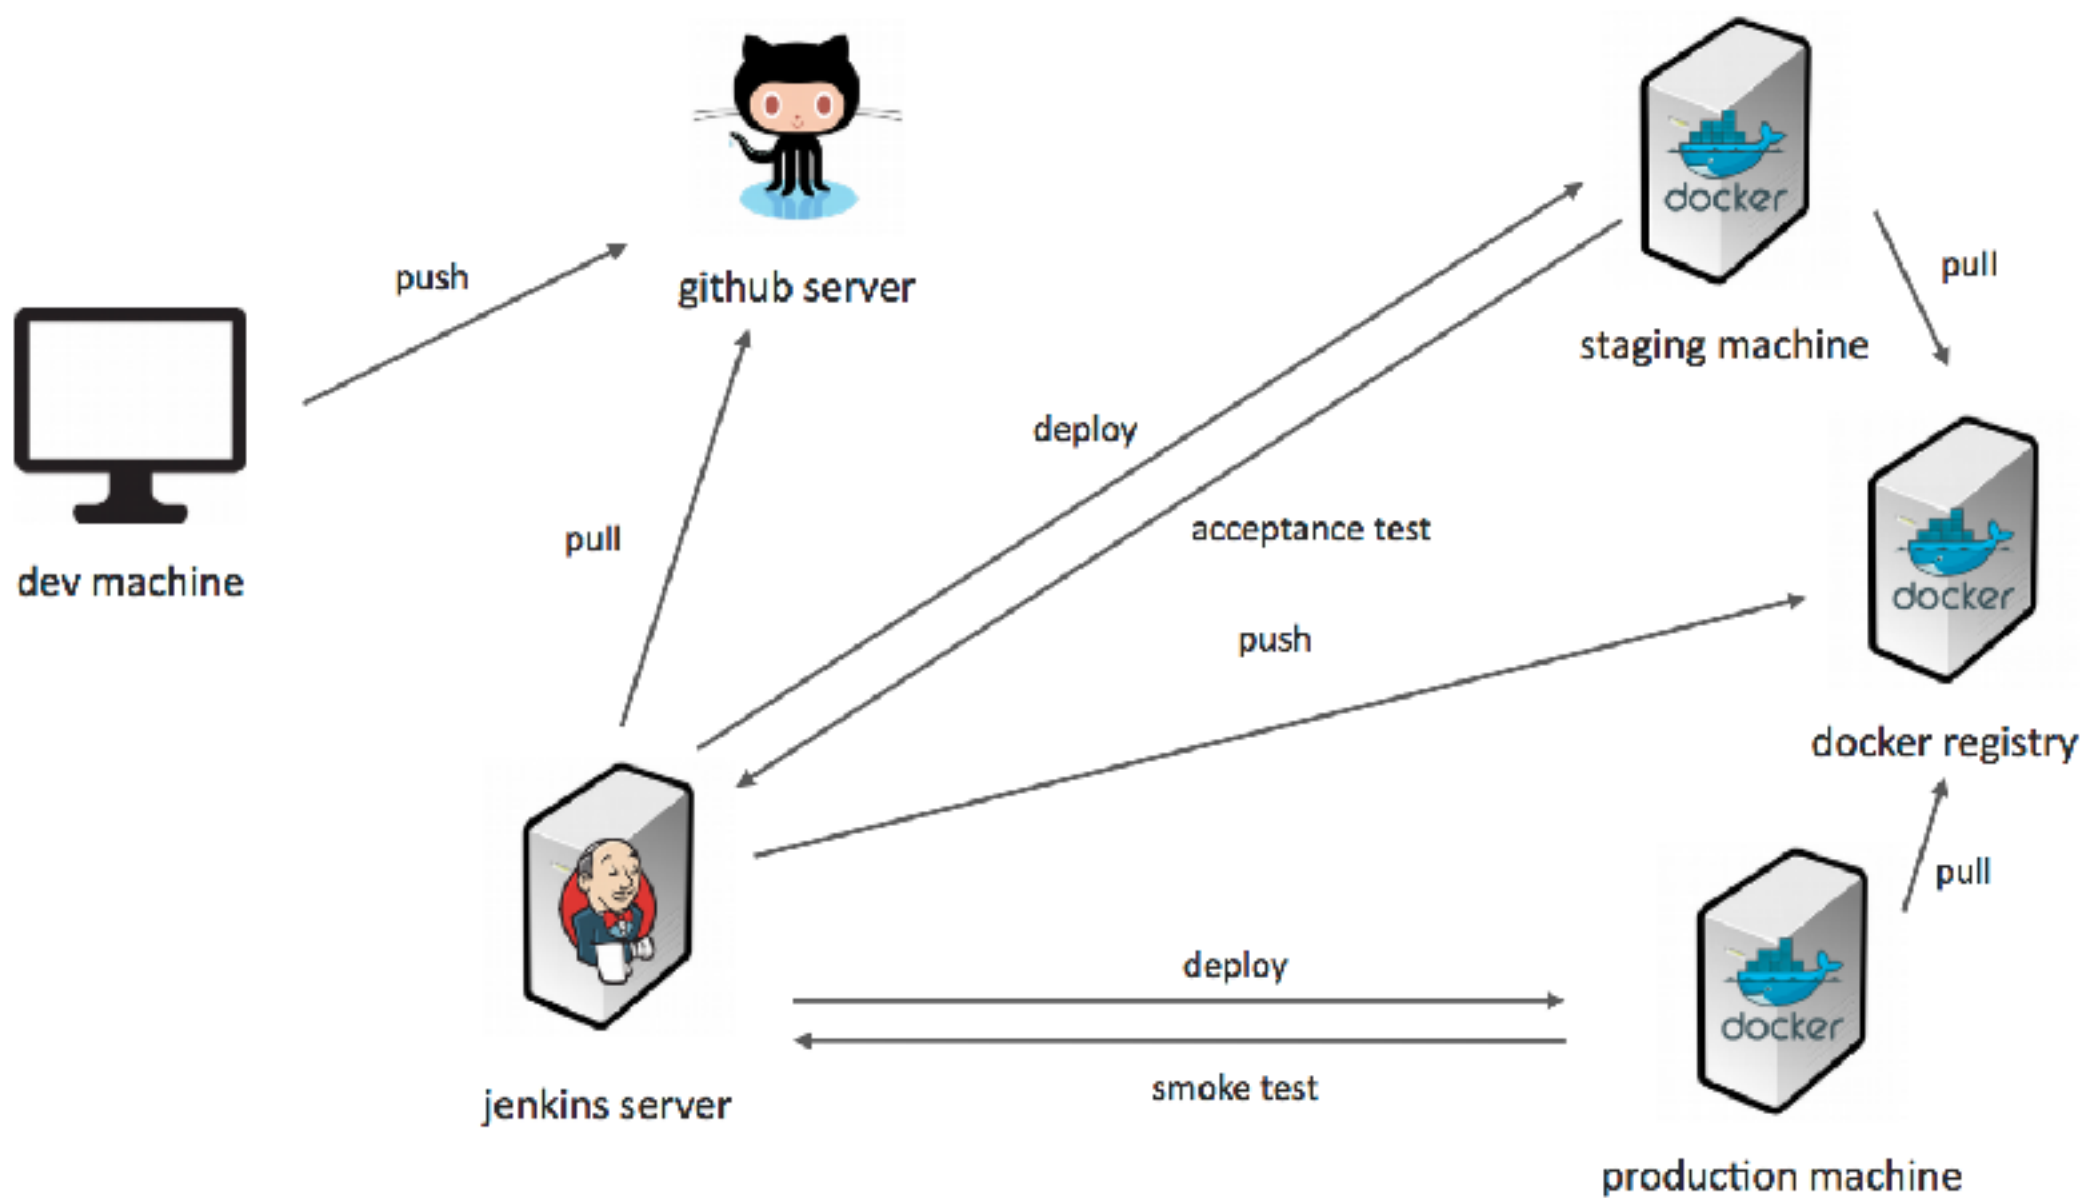 docker
push
github server
pull
staging machine
deploy
acceptance test
pull
dev machine
docker
push
docker registry
pull
deploy
docker
smoke test
jenkins server
production machine